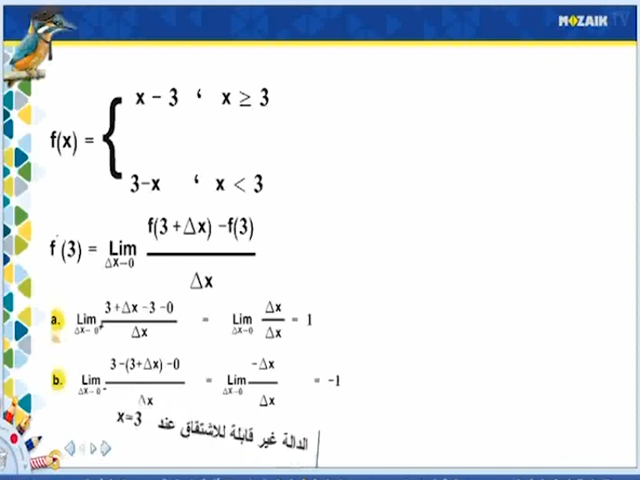 MOZAIK TV
f(x) = { x − 3 ، x ≥ 3
3−x ، x < 3
f′(3) = Lim Δx→0 f(3 + Δx) −f(3) / Δx
a. Lim Δx→0⁺ 3+Δx−3−0 / Δx = Lim Δx→0 Δx / Δx = 1
b. Lim Δx→0⁻ 3−(3+Δx)−0 / Δx = Lim Δx→0 −Δx / Δx = −1
الدالة غير قابلة للاشتقاق عند x=3